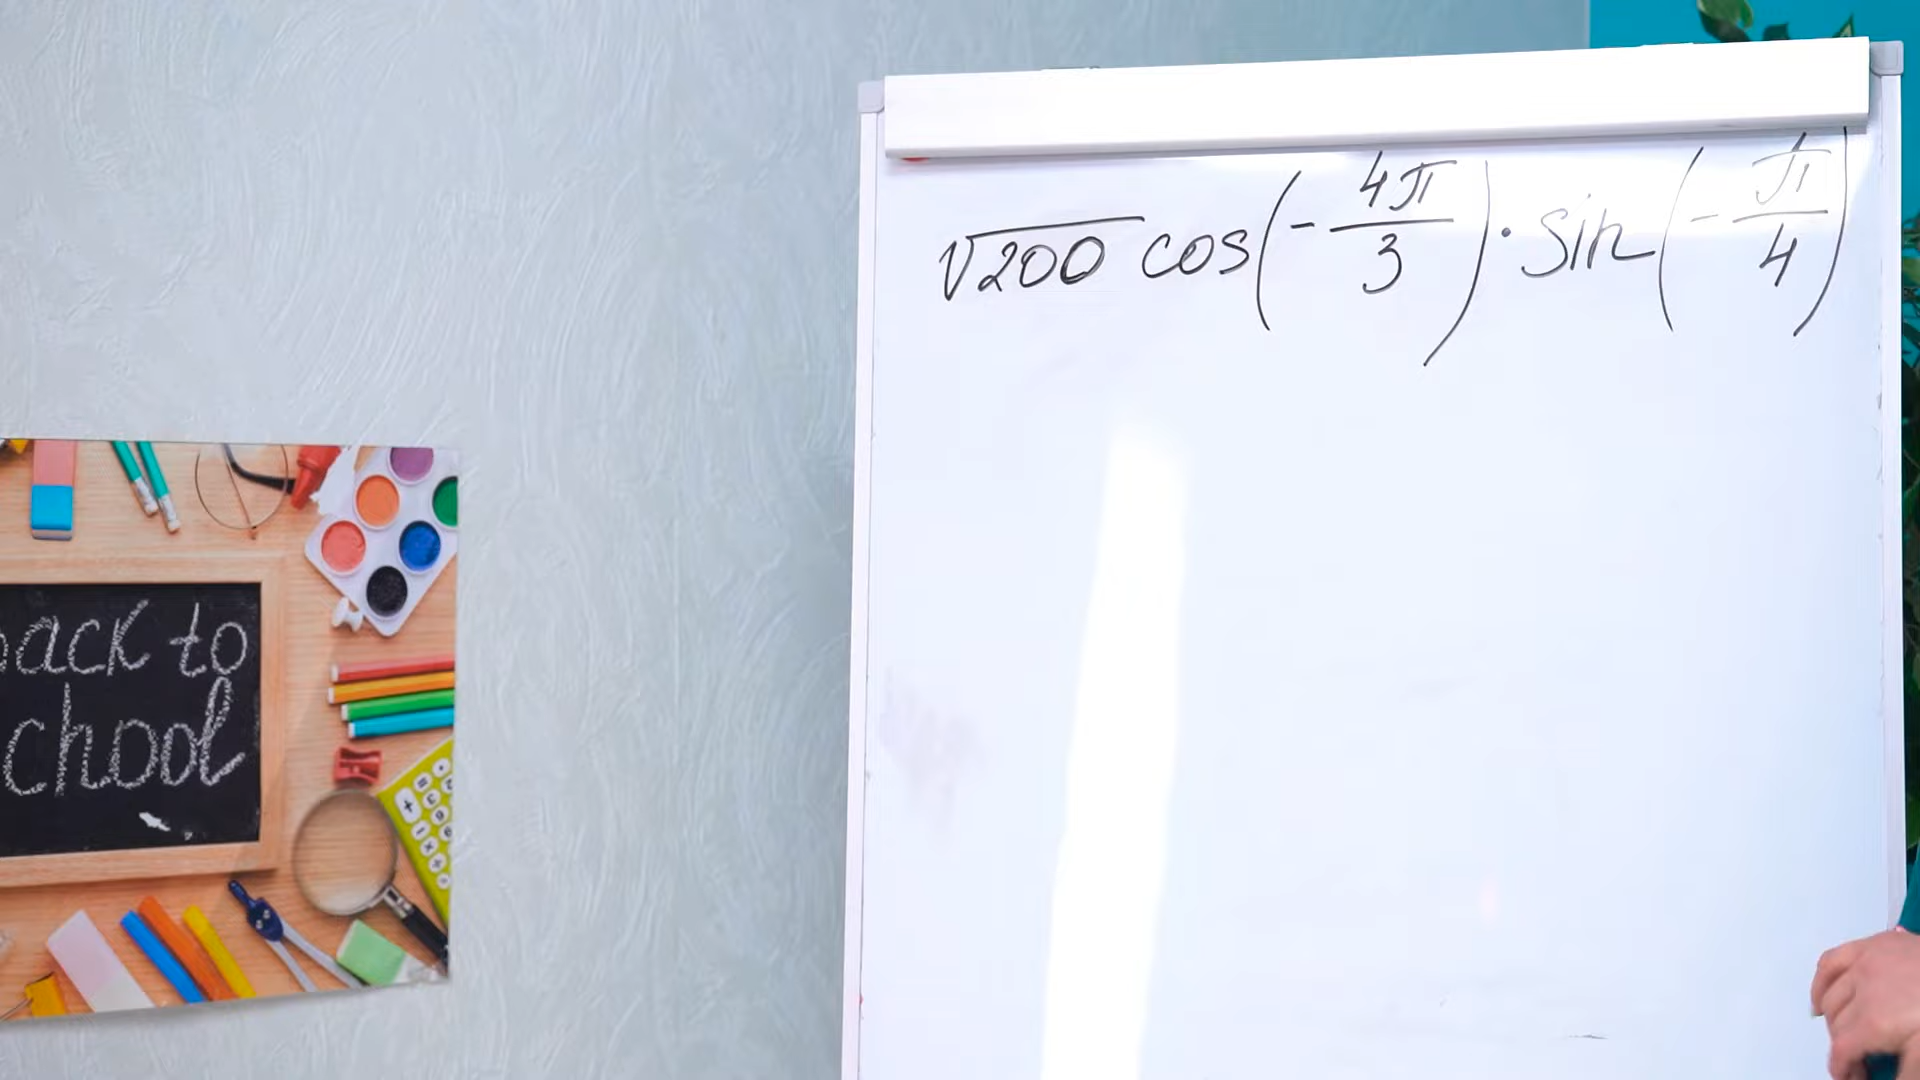 √200 cos(-4π/3)·sin(-π/4)
back to
chool